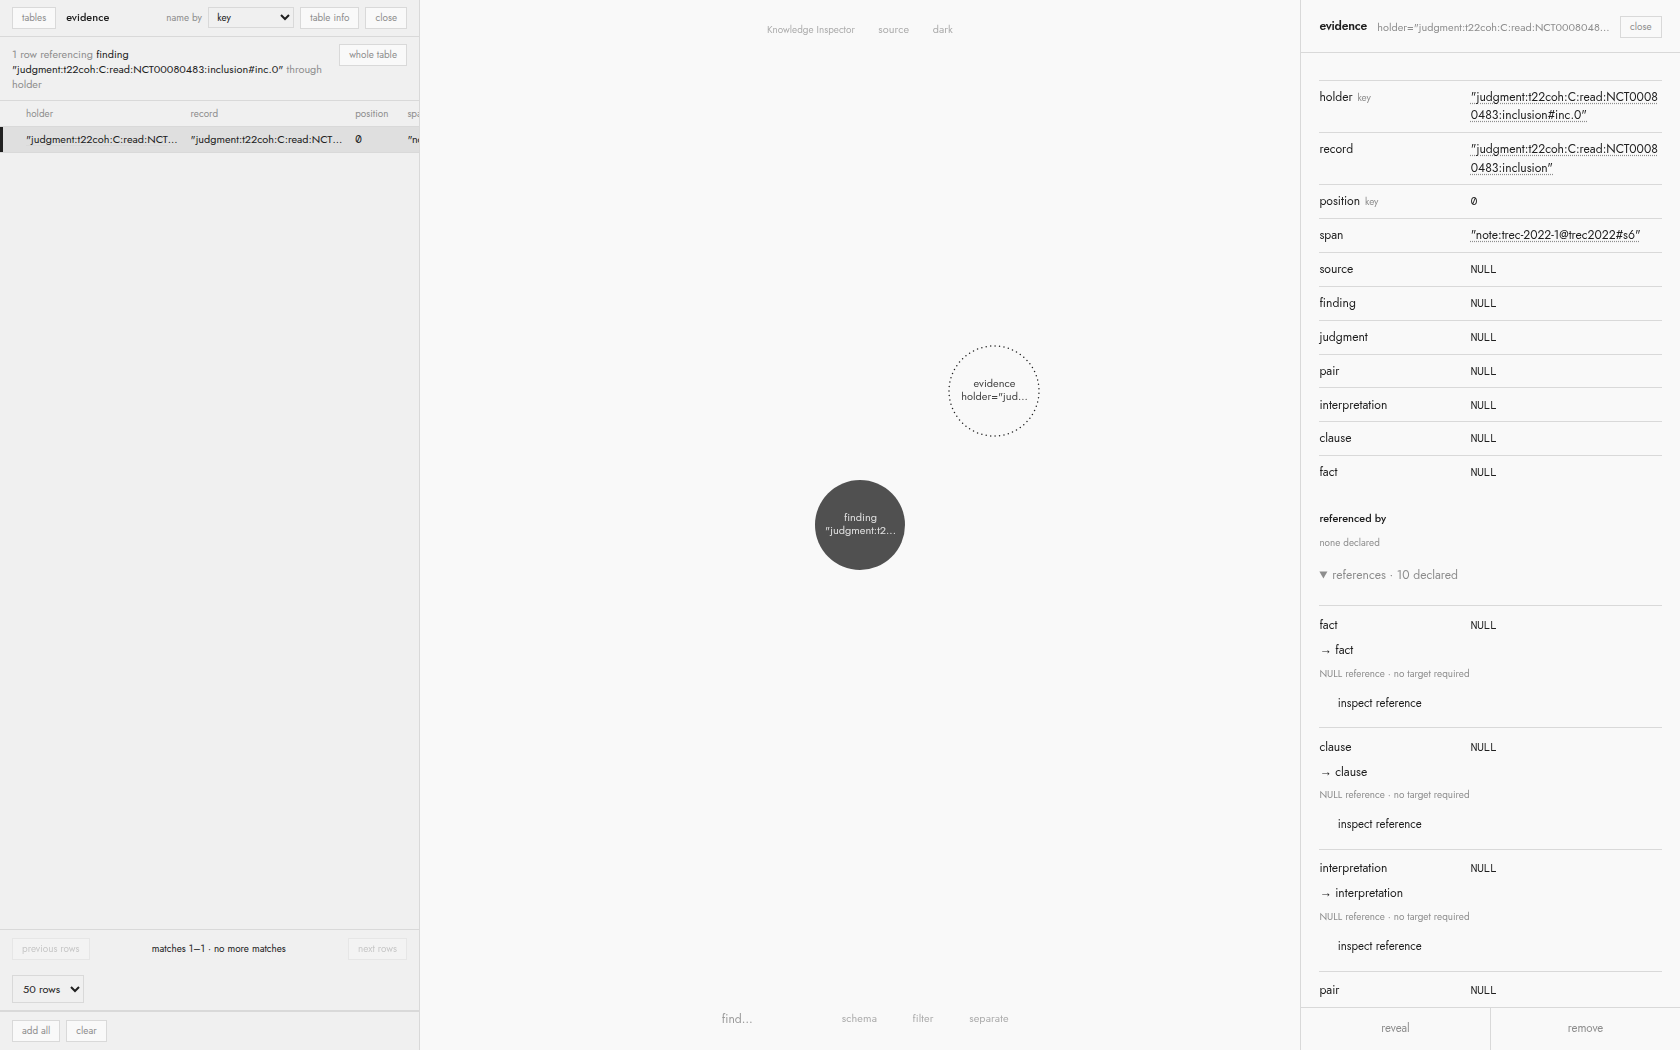 tables evidence name by key table info close
1 row referencing finding whole table
"judgment:t22coh:C:read:NCT00080483:inclusion#inc.0" through
holder
holder record position spa
"judgment:t22coh:C:read:NCT... "judgment:t22coh:C:read:NCT... 0 "no
previous rows matches 1–1 · no more matches next rows
50 rows
add all clear
Knowledge Inspector source dark
evidence
holder="jud...
finding
"judgment:t2...
find... schema filter separate
evidence holder="judgment:t22coh:C:read:NCT0008048... close
holder key "judgment:t22coh:C:read:NCT0008
0483:inclusion#inc.0"
record "judgment:t22coh:C:read:NCT0008
0483:inclusion"
position key 0
span "note:trec-2022-1@trec2022#s6"
source NULL
finding NULL
judgment NULL
pair NULL
interpretation NULL
clause NULL
fact NULL
referenced by
none declared
▼ references · 10 declared
fact NULL
→ fact
NULL reference · no target required
inspect reference
clause NULL
→ clause
NULL reference · no target required
inspect reference
interpretation NULL
→ interpretation
NULL reference · no target required
inspect reference
pair NULL
reveal remove